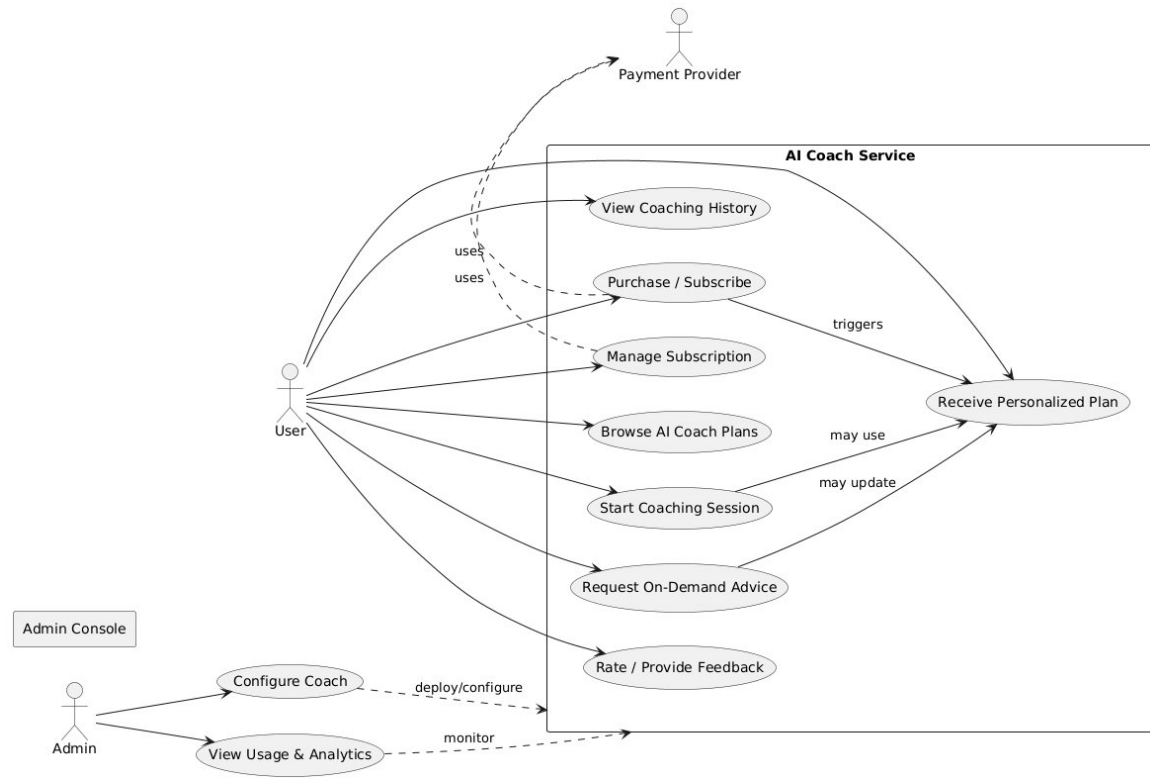 Payment Provider
AI Coach Service
View Coaching History
uses
Purchase / Subscribe
uses
triggers
Manage Subscription
Receive Personalized Plan
User
Browse AI Coach Plans
may use
may update
Start Coaching Session
Request On-Demand Advice
Admin Console
Rate / Provide Feedback
Configure Coach
deploy/configure
Admin
View Usage & Analytics
monitor